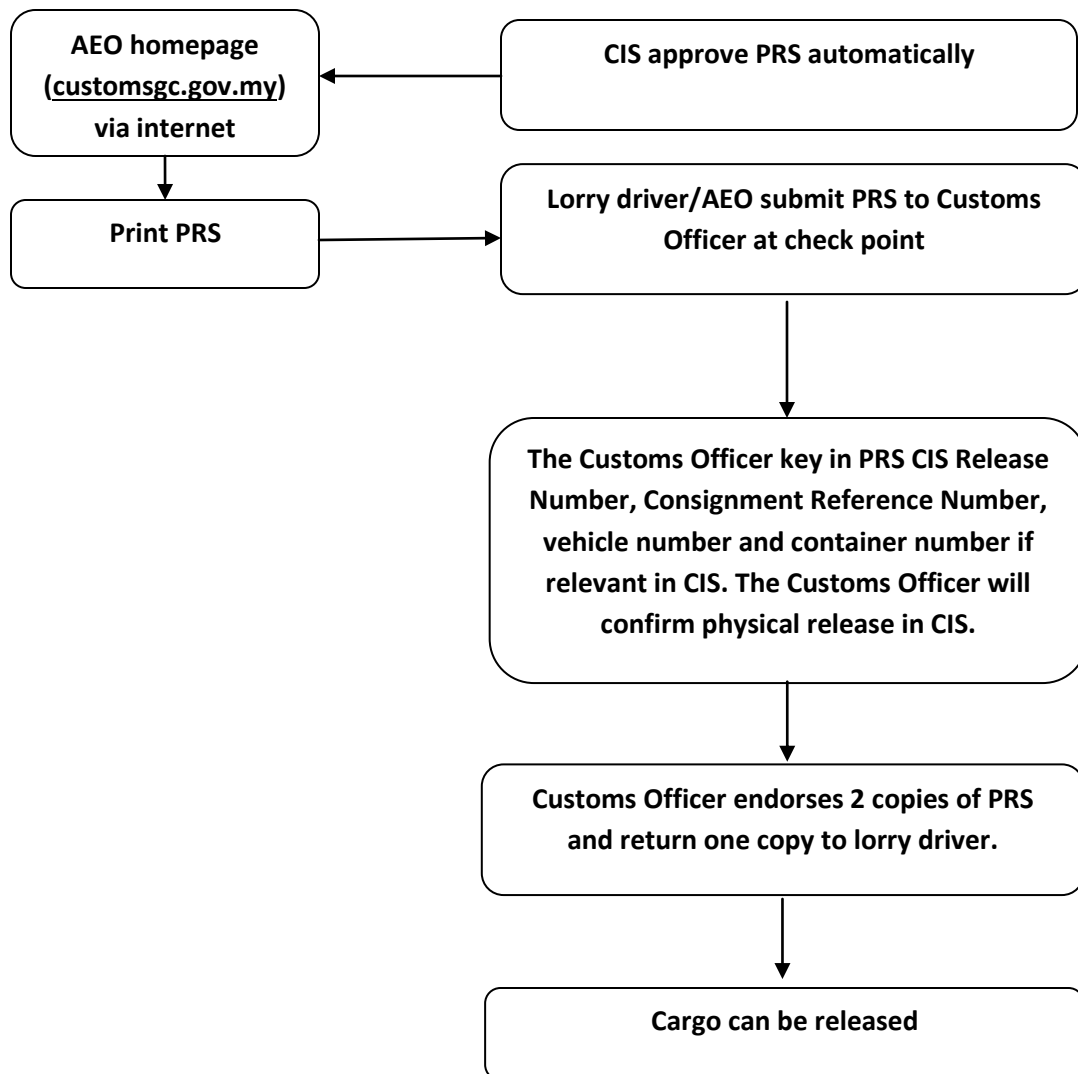 AEO homepage
(customsgc.gov.my)
via internet
CIS approve PRS automatically
Print PRS
Lorry driver/AEO submit PRS to Customs
Officer at check point
The Customs Officer key in PRS CIS Release
Number, Consignment Reference Number,
vehicle number and container number if
relevant in CIS. The Customs Officer will
confirm physical release in CIS.
Customs Officer endorses 2 copies of PRS
and return one copy to lorry driver.
Cargo can be released